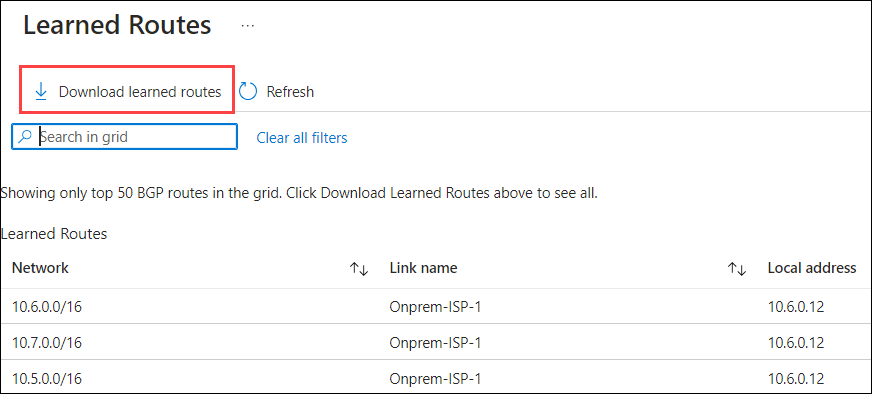 Learned Routes ...
Download learned routes Refresh
Search in grid Clear all filters
Showing only top 50 BGP routes in the grid. Click Download Learned Routes above to see all.
Learned Routes
Network Link name Local address
10.6.0.0/16 Onprem-ISP-1 10.6.0.12
10.7.0.0/16 Onprem-ISP-1 10.6.0.12
10.5.0.0/16 Onprem-ISP-1 10.6.0.12